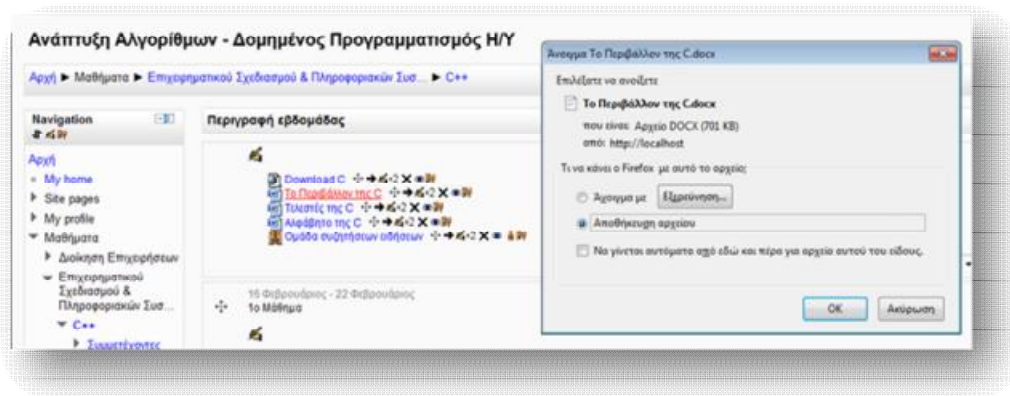 Ανάπτυξη Αλγορίθμων - Δομημένος Προγραμματισμός Η/Υ
Αρχή ► Μαθήματα ► Επιχειρηματικού Σχεδιασμού & Πληροφοριακών Συσ... ► C++
Navigation
Αρχή
My home
Site pages
My profile
Μαθήματα
Διοίκηση Επιχειρήσεων
Επιχειρηματικού
Σχεδιασμού &
Πληροφοριακών Συσ...
C++
Συμμετέχοντες
Περιγραφή εβδομάδας
Download C
Το Περιβάλλον της C
Τελεστές της C
Αλφάβητο της C
Ομάδα συζητήσεων ειδήσεων
16 Φεβρουάριος - 22 Φεβρουάριος
1ο Μάθημα
Άνοιγμα Το Περιβάλλον της C.docx
Επιλέξατε να ανοίξετε
Το Περιβάλλον της C.docx
που είναι: Αρχείο DOCX (701 KB)
από: http://localhost
Τι να κάνει ο Firefox με αυτό το αρχείο;
Άνοιγμα με Εξερεύνηση...
Αποθήκευση αρχείου
Να γίνεται αυτόματα από εδώ και πέρα για αρχεία αυτού του είδους.
OK Ακύρωση